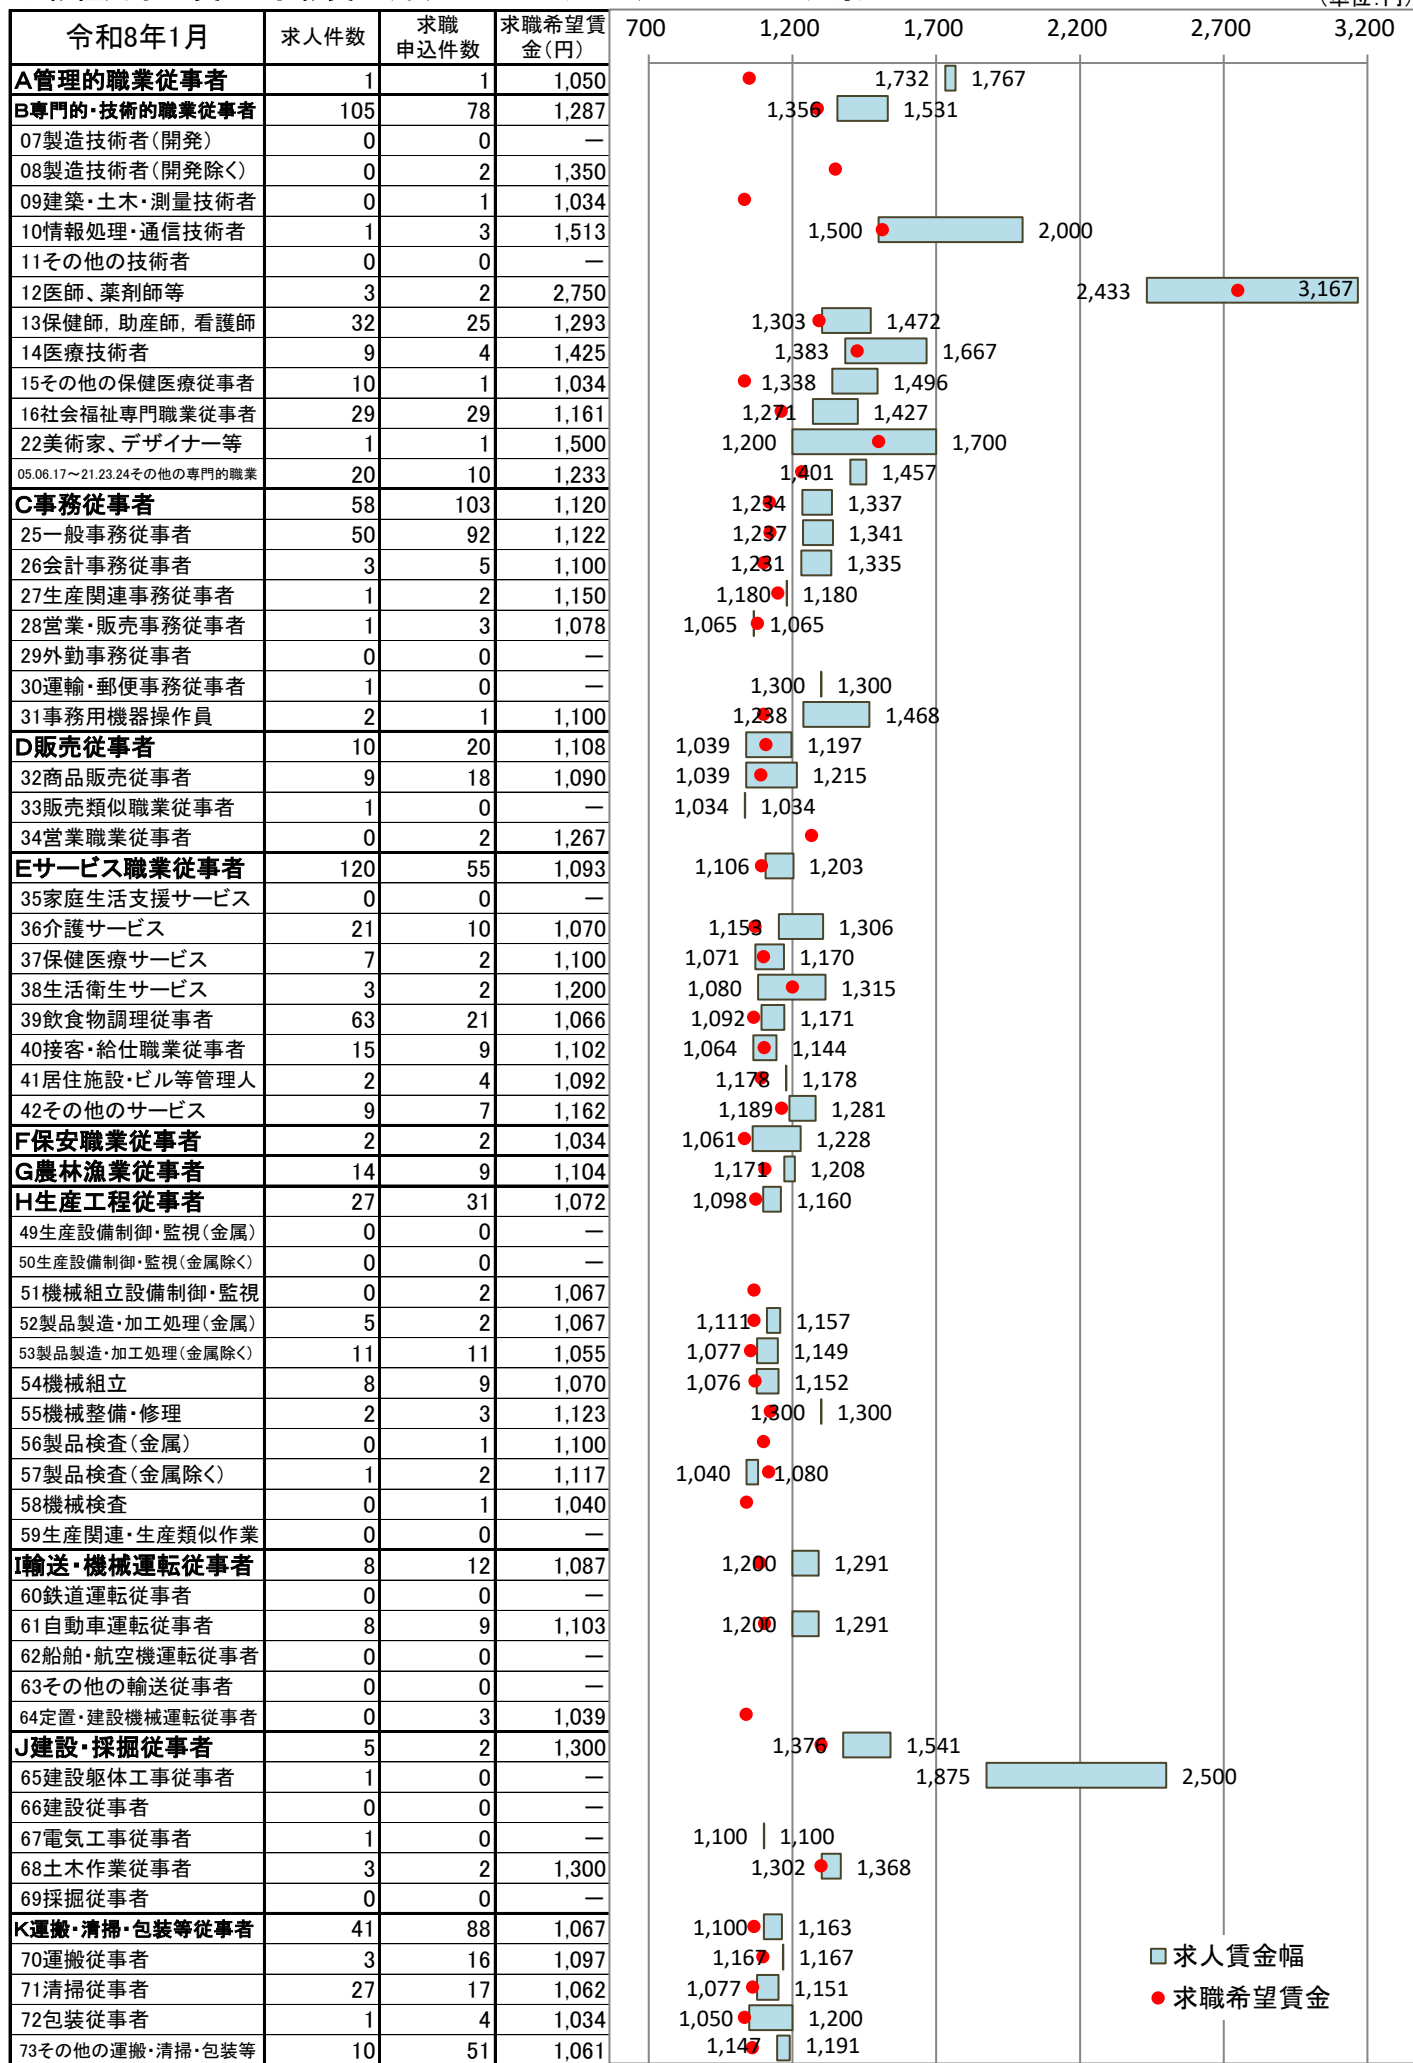 (単位:円)
令和8年1月 求人件数 求職申込件数 求職希望賃金(円) 700 1,200 1,700 2,200 2,700 3,200
A管理的職業従事者 1 1 1,050 1,732 1,767
B専門的・技術的職業従事者 105 78 1,287 1,356 1,531
07製造技術者(開発) 0 0 ―
08製造技術者(開発除く) 0 2 1,350
09建築・土木・測量技術者 0 1 1,034
10情報処理・通信技術者 1 3 1,513 1,500 2,000
11その他の技術者 0 0 ―
12医師、薬剤師等 3 2 2,750 2,433 3,167
13保健師,助産師,看護師 32 25 1,293 1,303 1,472
14医療技術者 9 4 1,425 1,383 1,667
15その他の保健医療従事者 10 1 1,034 1,338 1,496
16社会福祉専門職業従事者 29 29 1,161 1,271 1,427
22美術家、デザイナー等 1 1 1,500 1,200 1,700
05.06.17～21.23.24その他の専門的職業 20 10 1,233 1,401 1,457
C事務従事者 58 103 1,120 1,234 1,337
25一般事務従事者 50 92 1,122 1,237 1,341
26会計事務従事者 3 5 1,100 1,231 1,335
27生産関連事務従事者 1 2 1,150 1,180 1,180
28営業・販売事務従事者 1 3 1,078 1,065 1,065
29外勤事務従事者 0 0 ―
30運輸・郵便事務従事者 1 0 ― 1,300 1,300
31事務用機器操作員 2 1 1,100 1,238 1,468
D販売従事者 10 20 1,108 1,039 1,197
32商品販売従事者 9 18 1,090 1,039 1,215
33販売類似職業従事者 1 0 ― 1,034 1,034
34営業職業従事者 0 2 1,267
Eサービス職業従事者 120 55 1,093 1,106 1,203
35家庭生活支援サービス 0 0 ―
36介護サービス 21 10 1,070 1,153 1,306
37保健医療サービス 7 2 1,100 1,071 1,170
38生活衛生サービス 3 2 1,200 1,080 1,315
39飲食物調理従事者 63 21 1,066 1,092 1,171
40接客・給仕職業従事者 15 9 1,102 1,064 1,144
41居住施設・ビル等管理人 2 4 1,092 1,178 1,178
42その他のサービス 9 7 1,162 1,189 1,281
F保安職業従事者 2 2 1,034 1,061 1,228
G農林漁業従事者 14 9 1,104 1,171 1,208
H生産工程従事者 27 31 1,072 1,098 1,160
49生産設備制御・監視(金属) 0 0 ―
50生産設備制御・監視(金属除く) 0 0 ―
51機械組立設備制御・監視 0 2 1,067
52製品製造・加工処理(金属) 5 2 1,067 1,111 1,157
53製品製造・加工処理(金属除く) 11 11 1,055 1,077 1,149
54機械組立 8 9 1,070 1,076 1,152
55機械整備・修理 2 3 1,123 1,300 1,300
56製品検査(金属) 0 1 1,100
57製品検査(金属除く) 1 2 1,117 1,040 1,080
58機械検査 0 1 1,040
59生産関連・生産類似作業 0 0 ―
I輸送・機械運転従事者 8 12 1,087 1,200 1,291
60鉄道運転従事者 0 0 ―
61自動車運転従事者 8 9 1,103 1,200 1,291
62船舶・航空機運転従事者 0 0 ―
63その他の輸送従事者 0 0 ―
64定置・建設機械運転従事者 0 3 1,039
J建設・採掘従事者 5 2 1,300 1,376 1,541
65建設躯体工事従事者 1 0 ― 1,875 2,500
66建設従事者 0 0 ―
67電気工事従事者 1 0 ― 1,100 1,100
68土木作業従事者 3 2 1,300 1,302 1,368
69採掘従事者 0 0 ―
K運搬・清掃・包装等従事者 41 88 1,067 1,100 1,163
70運搬従事者 3 16 1,097 1,167 1,167
71清掃従事者 27 17 1,062 1,077 1,151
72包装従事者 1 4 1,034 1,050 1,200
73その他の運搬・清掃・包装等 10 51 1,061 1,147 1,191
求人賃金幅
求職希望賃金